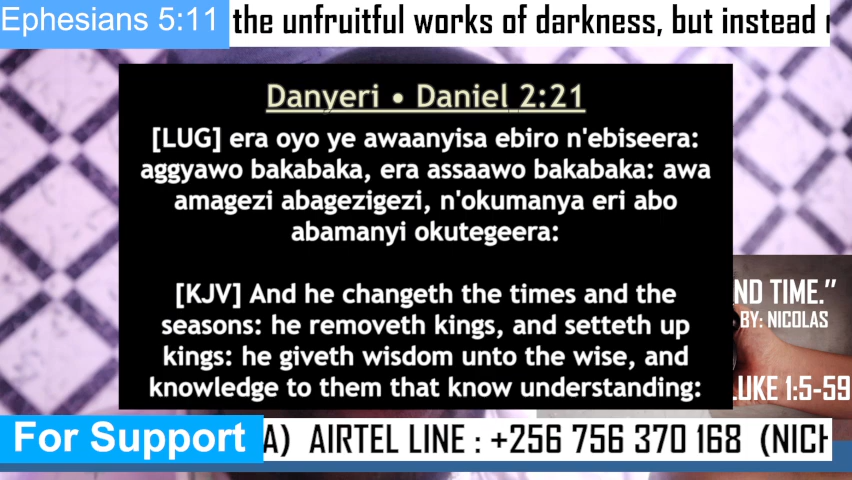 Ephesians 5:11 the unfruitful works of darkness, but instead
Danyeri • Daniel 2:21
[LUG] era oyo ye awaanyisa ebiro n'ebiseera:
aggyawo bakabaka, era assaawo bakabaka: awa
amagezi abagezigezi, n'okumanya eri abo
abamanyi okutegeera:
[KJV] And he changeth the times and the
seasons: he removeth kings, and setteth up
kings: he giveth wisdom unto the wise, and
knowledge to them that know understanding:
ND TIME.”
BY: NICOLAS
LUKE 1:5-59
For Support A) AIRTEL LINE : +256 756 370 168 (NICH